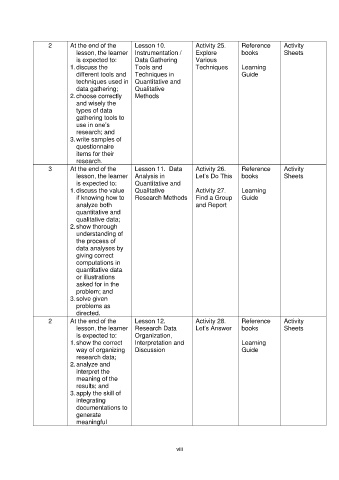 2
At the end of the
lesson, the learner
is expected to:
1. discuss the
different tools and
techniques used in
data gathering;
2. choose correctly
and wisely the
types of data
gathering tools to
use in one's
research; and
3. write samples of
questionnaire
items for their
research.
Lesson 10.
Instrumentation /
Data Gathering
Tools and
Techniques in
Quantitative and
Qualitative
Methods
Activity 25.
Explore
Various
Techniques
Reference
books
Learning
Guide
Activity
Sheets
3
At the end of the
lesson, the learner
is expected to:
1. discuss the value
if knowing how to
analyze both
quantitative and
qualitative data;
2. show thorough
understanding of
the process of
data analyses by
giving correct
computations in
quantitative data
or illustrations
asked for in the
problem; and
3. solve given
problems as
directed.
Lesson 11. Data
Analysis in
Quantitative and
Qualitative
Research Methods
Activity 26.
Let's Do This
Activity 27.
Find a Group
and Report
Reference
books
Learning
Guide
Activity
Sheets
2
At the end of the
lesson, the learner
is expected to:
1. show the correct
way of organizing
research data;
2. analyze and
interpret the
meaning of the
results; and
3. apply the skill of
integrating
documentations to
generate
meaningful
Lesson 12.
Research Data
Organization,
Interpretation and
Discussion
Activity 28.
Let's Answer
Reference
books
Learning
Guide
Activity
Sheets
viii